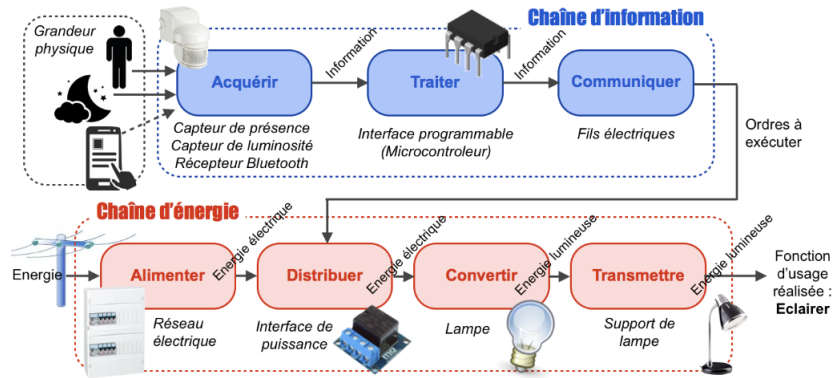 Grandeur
physique
Chaîne d'information
Acquérir
Information
Traiter
Information
Communiquer
Capteur de présence
Capteur de luminosité
Récepteur Bluetooth
Interface programmable
(Microcontroleur)
Fils électriques
Ordres à
exécuter
Chaîne d'énergie
Energie
Alimenter
Energie électrique
Distribuer
Energie électrique
Convertir
Energie lumineuse
Transmettre
Energie lumineuse
Fonction
d'usage
réalisée :
Eclairer
Réseau
électrique
Interface de
puissance
Lampe
Support de
lampe